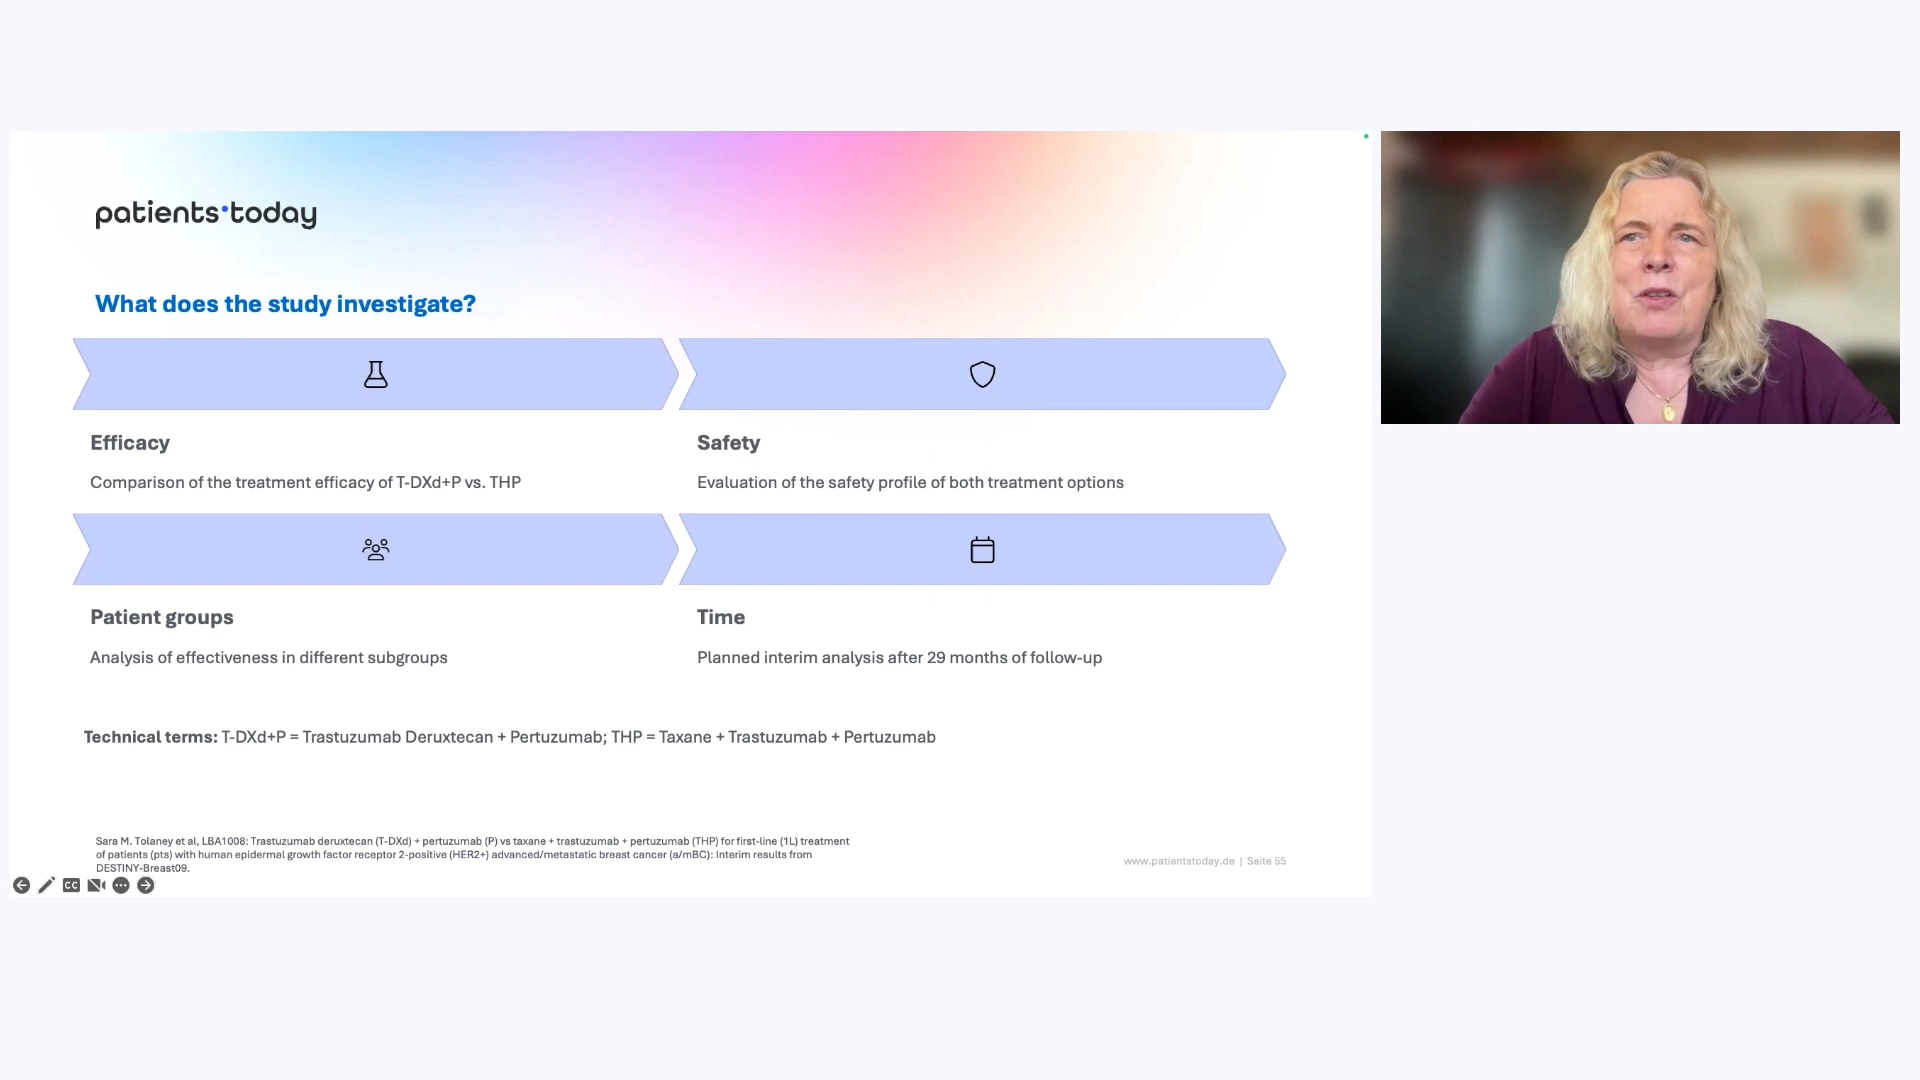 patients•today
What does the study investigate?
Efficacy
Comparison of the treatment efficacy of T-DXd+P vs. THP
Safety
Evaluation of the safety profile of both treatment options
Patient groups
Analysis of effectiveness in different subgroups
Time
Planned interim analysis after 29 months of follow-up
Technical terms: T-DXd+P = Trastuzumab Deruxtecan + Pertuzumab; THP = Taxane + Trastuzumab + Pertuzumab
Sara M. Tolaney et al, LBA1008: Trastuzumab deruxtecan (T-DXd) + pertuzumab (P) vs taxane + trastuzumab + pertuzumab (THP) for first-line (1L) treatment
of patients (pts) with human epidermal growth factor receptor 2-positive (HER2+) advanced/metastatic breast cancer (a/mBC): Interim results from
DESTINY-Breast09.
www.patientstoday.de | Seite 55
CC